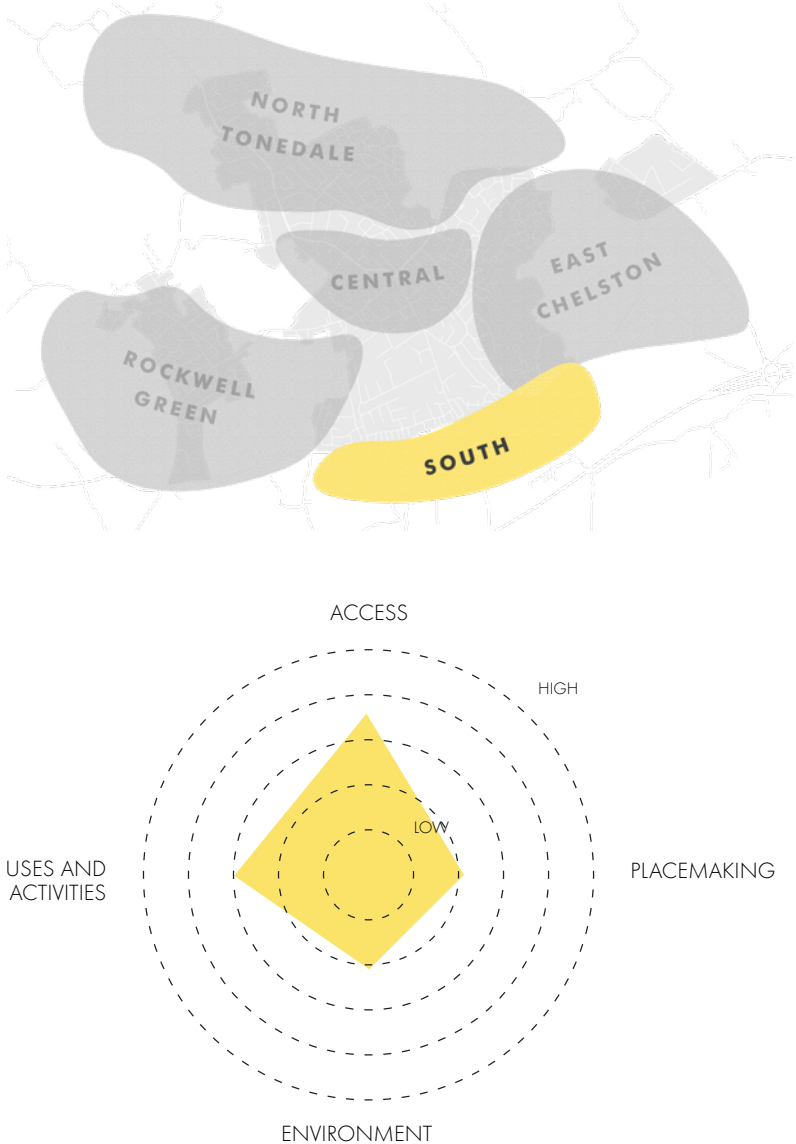 NORTH
TONEDALE
EAST
CHELSTON
CENTRAL
ROCKWELL
GREEN
SOUTH
ACCESS
HIGH
LOW
USES AND
ACTIVITIES
PLACEMAKING
ENVIRONMENT